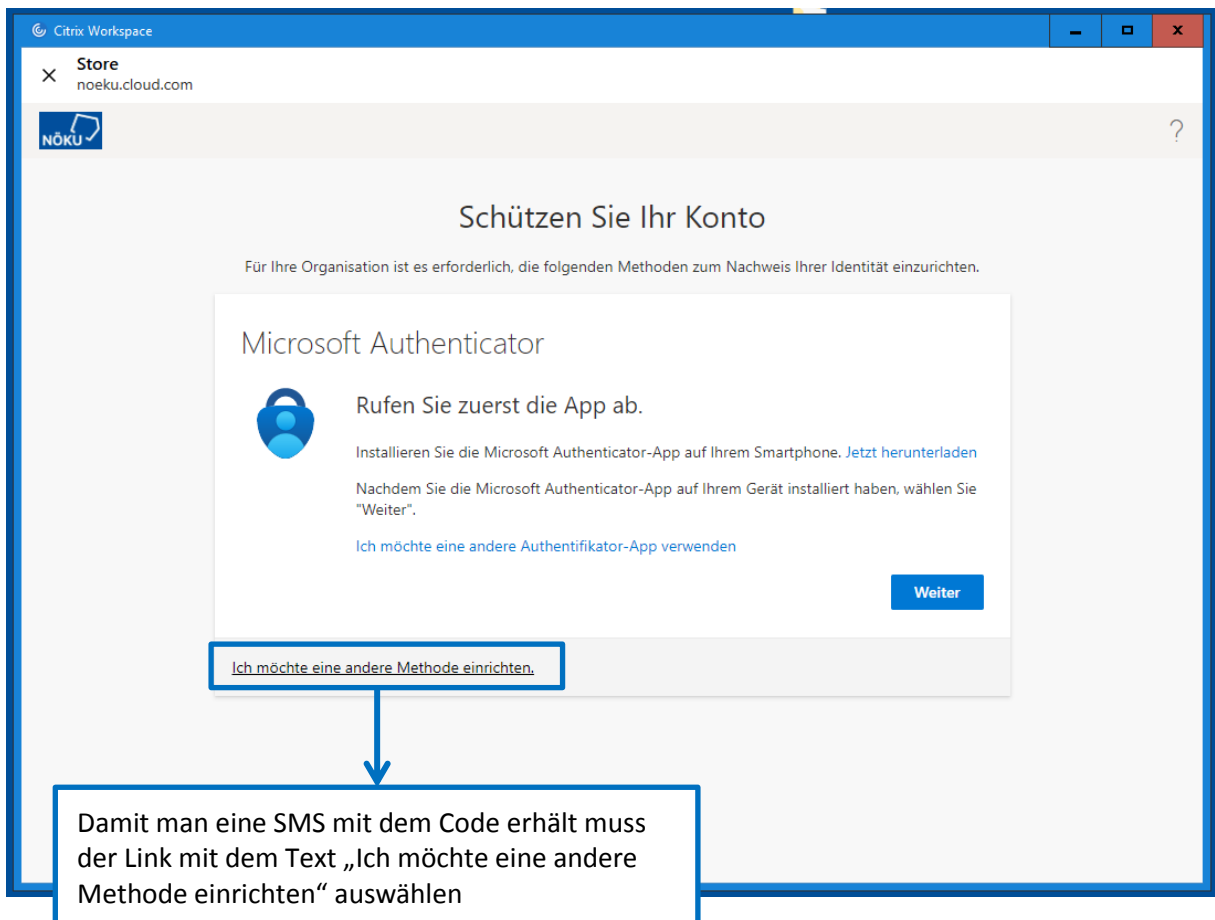 Citrix Workspace
Store
noeku.cloud.com
NÖKU
?
Schützen Sie Ihr Konto
Für Ihre Organisation ist es erforderlich, die folgenden Methoden zum Nachweis Ihrer Identität einzurichten.
Microsoft Authenticator
Rufen Sie zuerst die App ab.
Installieren Sie die Microsoft Authenticator-App auf Ihrem Smartphone. Jetzt herunterladen
Nachdem Sie die Microsoft Authenticator-App auf Ihrem Gerät installiert haben, wählen Sie
"Weiter".
Ich möchte eine andere Authentifikator-App verwenden
Weiter
Ich möchte eine andere Methode einrichten.
Damit man eine SMS mit dem Code erhält muss
der Link mit dem Text „Ich möchte eine andere
Methode einrichten“ auswählen